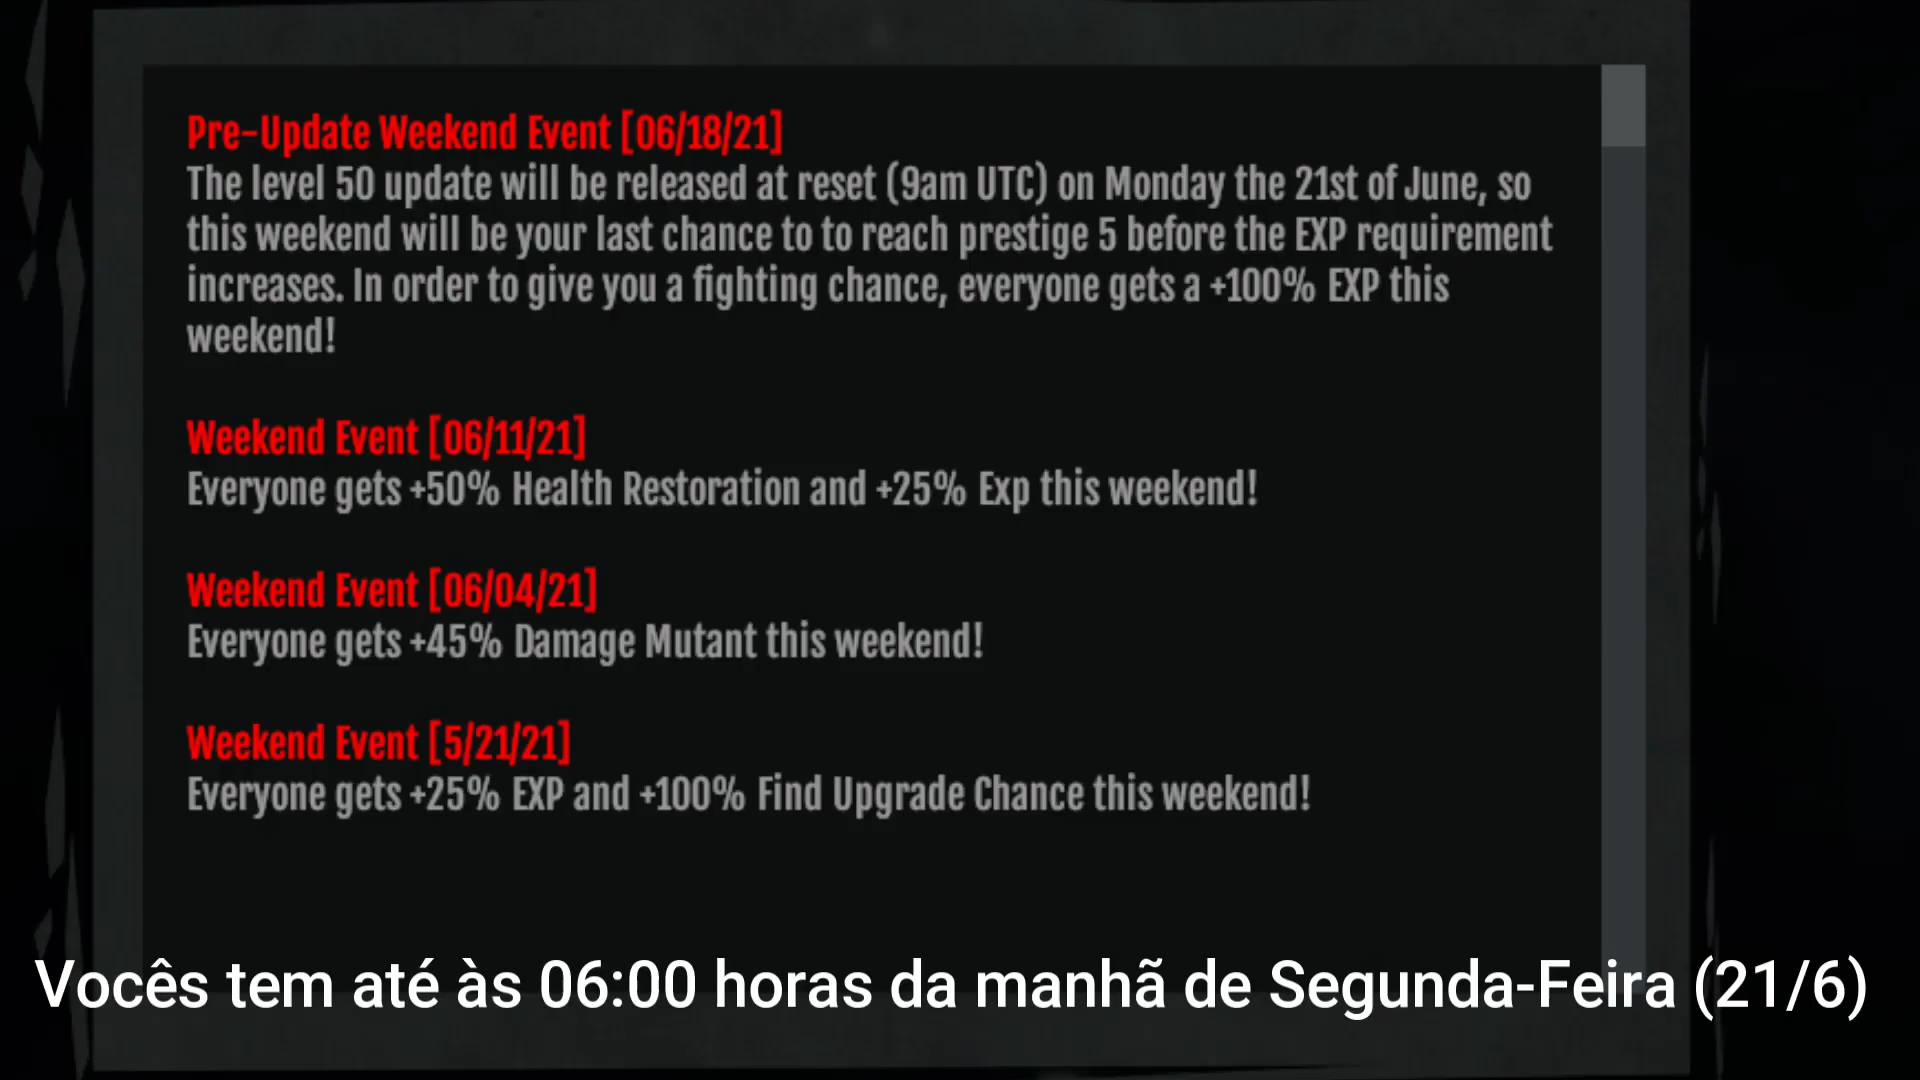 Pre-Update Weekend Event [06/18/21]
The level 50 update will be released at reset (9am UTC) on Monday the 21st of June, so
this weekend will be your last chance to to reach prestige 5 before the EXP requirement
increases. In order to give you a fighting chance, everyone gets a +100% EXP this
weekend!
Weekend Event [06/11/21]
Everyone gets +50% Health Restoration and +25% Exp this weekend!
Weekend Event [06/04/21]
Everyone gets +45% Damage Mutant this weekend!
Weekend Event [5/21/21]
Everyone gets +25% EXP and +100% Find Upgrade Chance this weekend!
Vocês tem até às 06:00 horas da manhã de Segunda-Feira (21/6)